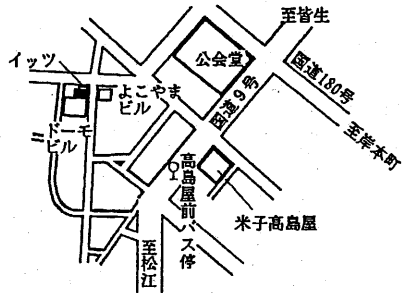 至皆生
イッツ
公会堂
国道180号
よこやま
ビル
国道9号
ドーモ
ビル
至岸本町
高島屋前バス停
米子高島屋
至松江